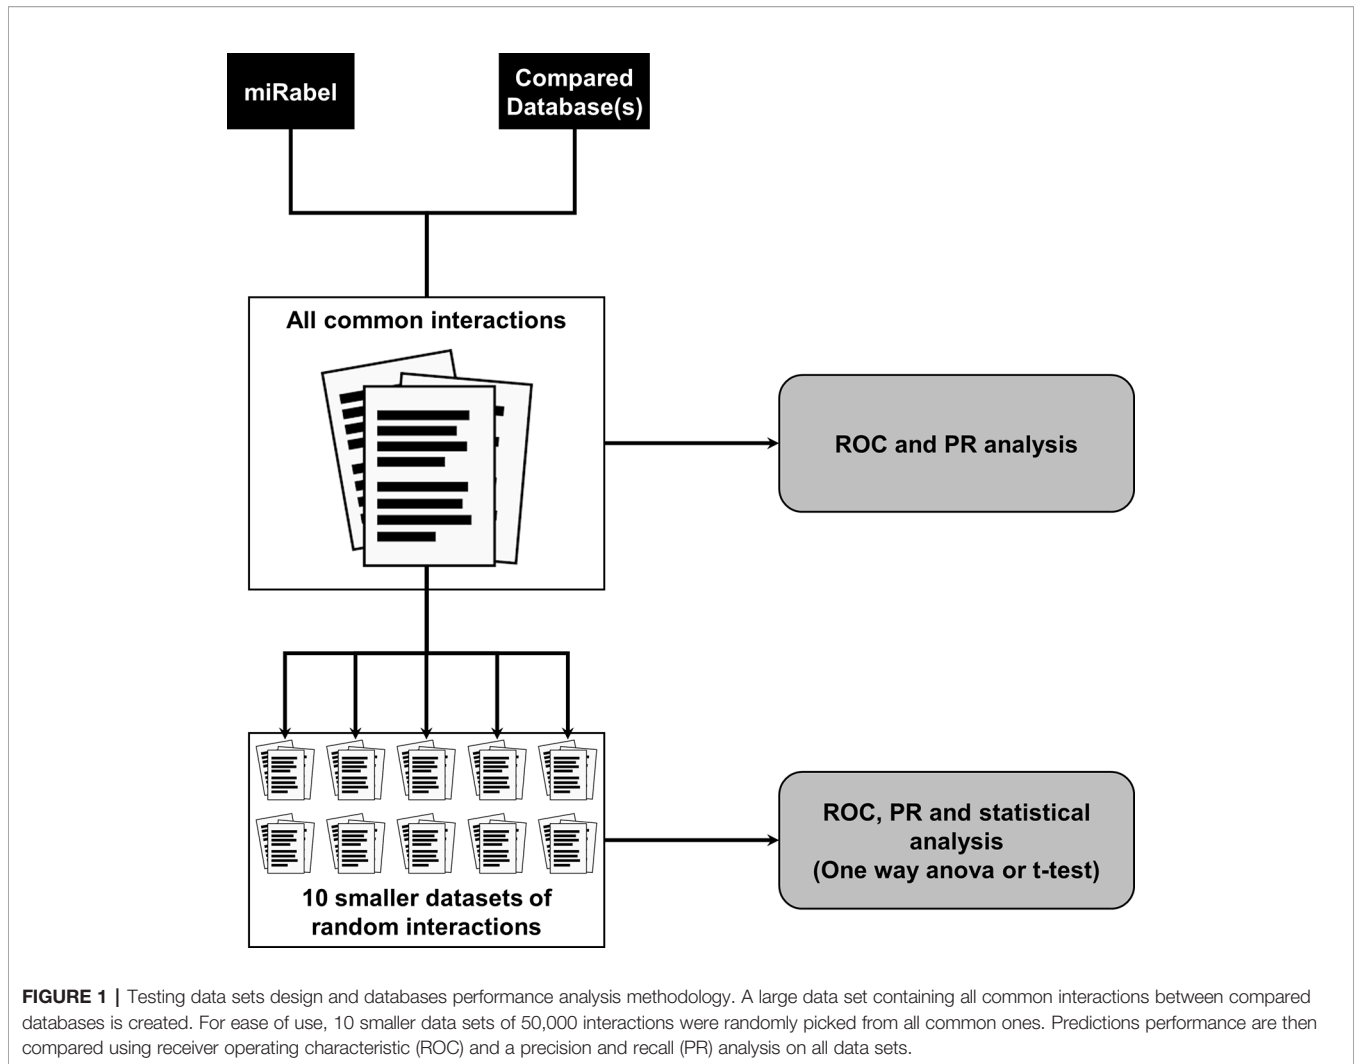 miRabel
Compared
Database(s)
All common interactions
ROC and PR analysis
ROC, PR and statistical
analysis
(One way anova or t-test)
10 smaller datasets of
random interactions
FIGURE 1 | Testing data sets design and databases performance analysis methodology. A large data set containing all common interactions between compared
databases is created. For ease of use, 10 smaller data sets of 50,000 interactions were randomly picked from all common ones. Predictions performance are then
compared using receiver operating characteristic (ROC) and a precision and recall (PR) analysis on all data sets.